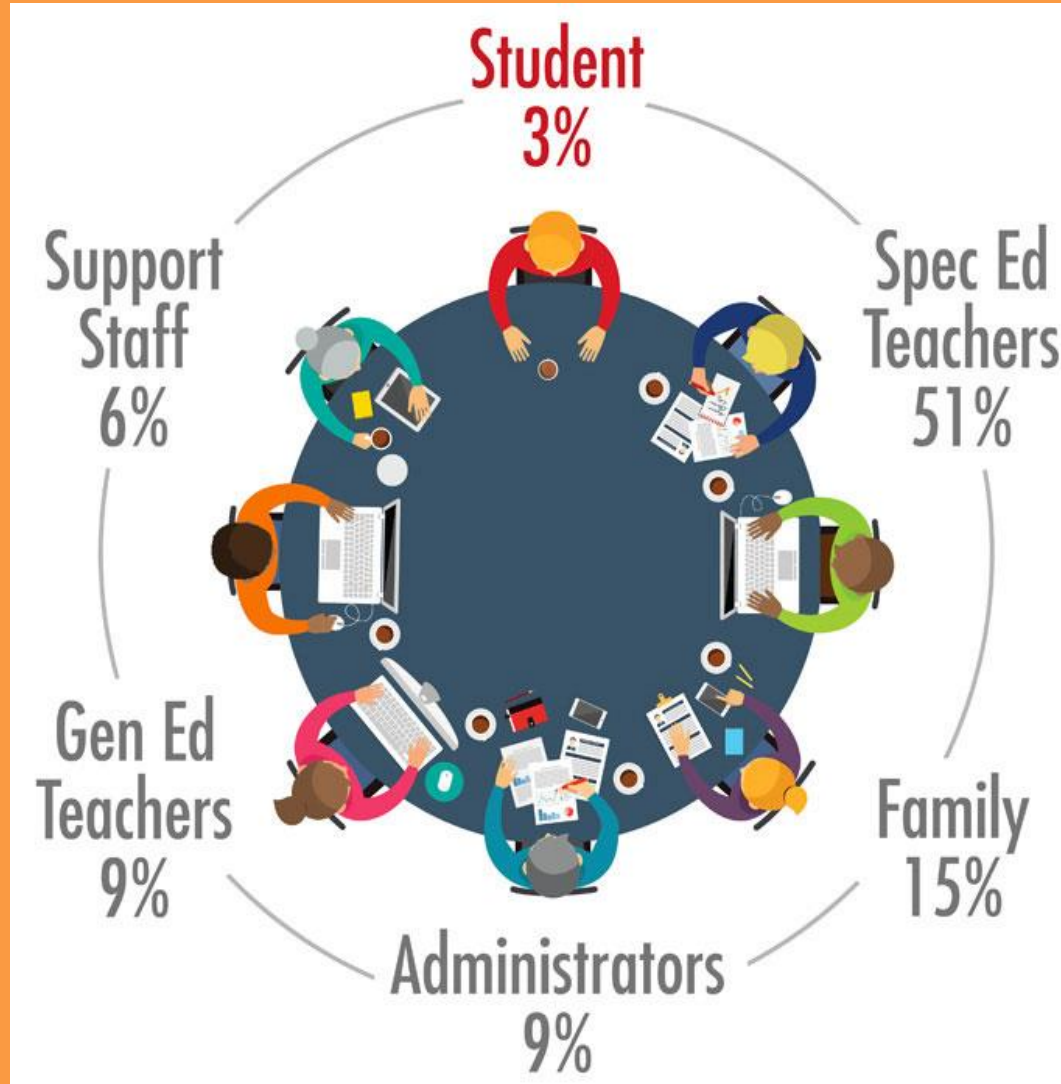 Student
3%
Spec Ed
Teachers
51%
Family
15%
Administrators
9%
Gen Ed
Teachers
9%
Support
Staff
6%